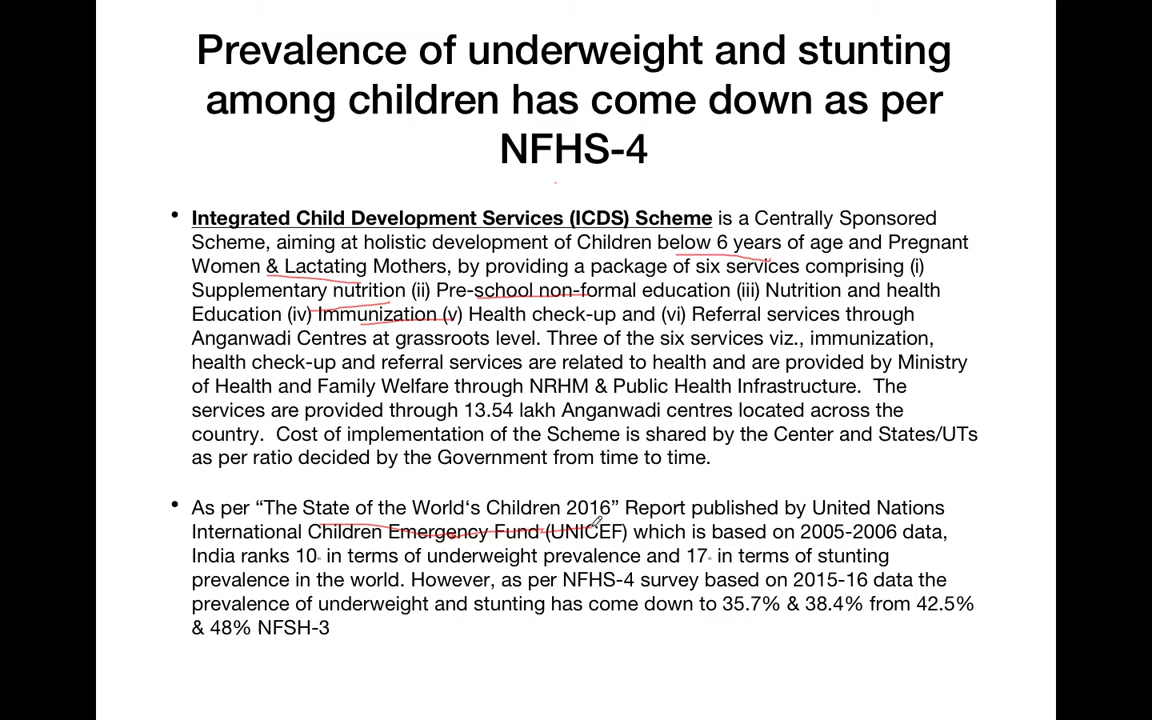 Prevalence of underweight and stunting
among children has come down as per
NFHS-4
• Integrated Child Development Services (ICDS) Scheme is a Centrally Sponsored
Scheme, aiming at holistic development of Children below 6 years of age and Pregnant
Women & Lactating Mothers, by providing a package of six services comprising (i)
Supplementary nutrition (ii) Pre-school non-formal education (iii) Nutrition and health
Education (iv) Immunization (v) Health check-up and (vi) Referral services through
Anganwadi Centres at grassroots level. Three of the six services viz., immunization,
health check-up and referral services are related to health and are provided by Ministry
of Health and Family Welfare through NRHM & Public Health Infrastructure. The
services are provided through 13.54 lakh Anganwadi centres located across the
country. Cost of implementation of the Scheme is shared by the Center and States/UTs
as per ratio decided by the Government from time to time.
• As per “The State of the World‘s Children 2016” Report published by United Nations
International Children Emergency Fund (UNICEF) which is based on 2005-2006 data,
India ranks 10 in terms of underweight prevalence and 17 in terms of stunting
prevalence in the world. However, as per NFHS-4 survey based on 2015-16 data the
prevalence of underweight and stunting has come down to 35.7% & 38.4% from 42.5%
& 48% NFSH-3